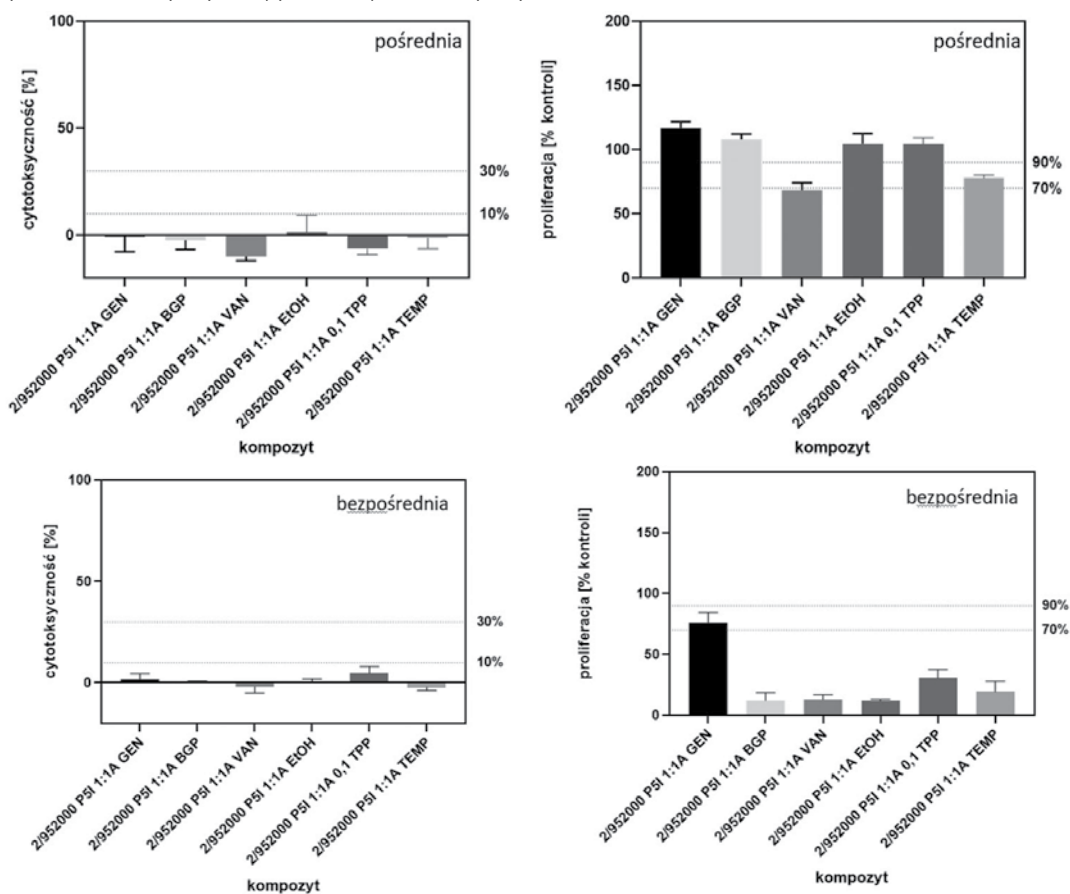 100
50
0
cytotoksyczność [%]
pośrednia
30%
10%
2/952000 P5I 1:1A GEN
2/952000 P5I 1:1A BGP
2/952000 P5I 1:1A VAN
2/952000 P5I 1:1A EtOH
2/952000 P5I 1:1A 0,1 TPP
2/952000 P5I 1:1A TEMP
kompozyt
200
150
100
50
0
proliferacja [% kontroli]
pośrednia
90%
70%
2/952000 P5I 1:1A GEN
2/952000 P5I 1:1A BGP
2/952000 P5I 1:1A VAN
2/952000 P5I 1:1A EtOH
2/952000 P5I 1:1A 0,1 TPP
2/952000 P5I 1:1A TEMP
kompozyt
100
50
0
cytotoksyczność [%]
bezpośrednia
30%
10%
2/952000 P5I 1:1A GEN
2/952000 P5I 1:1A BGP
2/952000 P5I 1:1A VAN
2/952000 P5I 1:1A EtOH
2/952000 P5I 1:1A 0,1 TPP
2/952000 P5I 1:1A TEMP
kompozyt
200
150
100
50
0
proliferacja [% kontroli]
bezpośrednia
90%
70%
2/952000 P5I 1:1A GEN
2/952000 P5I 1:1A BGP
2/952000 P5I 1:1A VAN
2/952000 P5I 1:1A EtOH
2/952000 P5I 1:1A 0,1 TPP
2/952000 P5I 1:1A TEMP
kompozyt